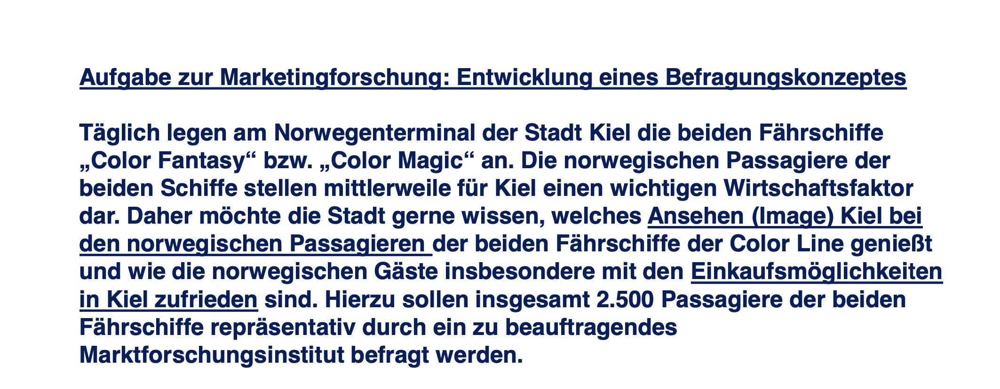 Aufgabe zur Marketingforschung: Entwicklung eines Befragungskonzeptes
Täglich legen am Norwegenterminal der Stadt Kiel die beiden Fährschiffe
„Color Fantasy“ bzw. „Color Magic“ an. Die norwegischen Passagiere der
beiden Schiffe stellen mittlerweile für Kiel einen wichtigen Wirtschaftsfaktor
dar. Daher möchte die Stadt gerne wissen, welches Ansehen (Image) Kiel bei
den norwegischen Passagieren der beiden Fährschiffe der Color Line genießt
und wie die norwegischen Gäste insbesondere mit den Einkaufsmöglichkeiten
in Kiel zufrieden sind. Hierzu sollen insgesamt 2.500 Passagiere der beiden
Fährschiffe repräsentativ durch ein zu beauftragendes
Marktforschungsinstitut befragt werden.